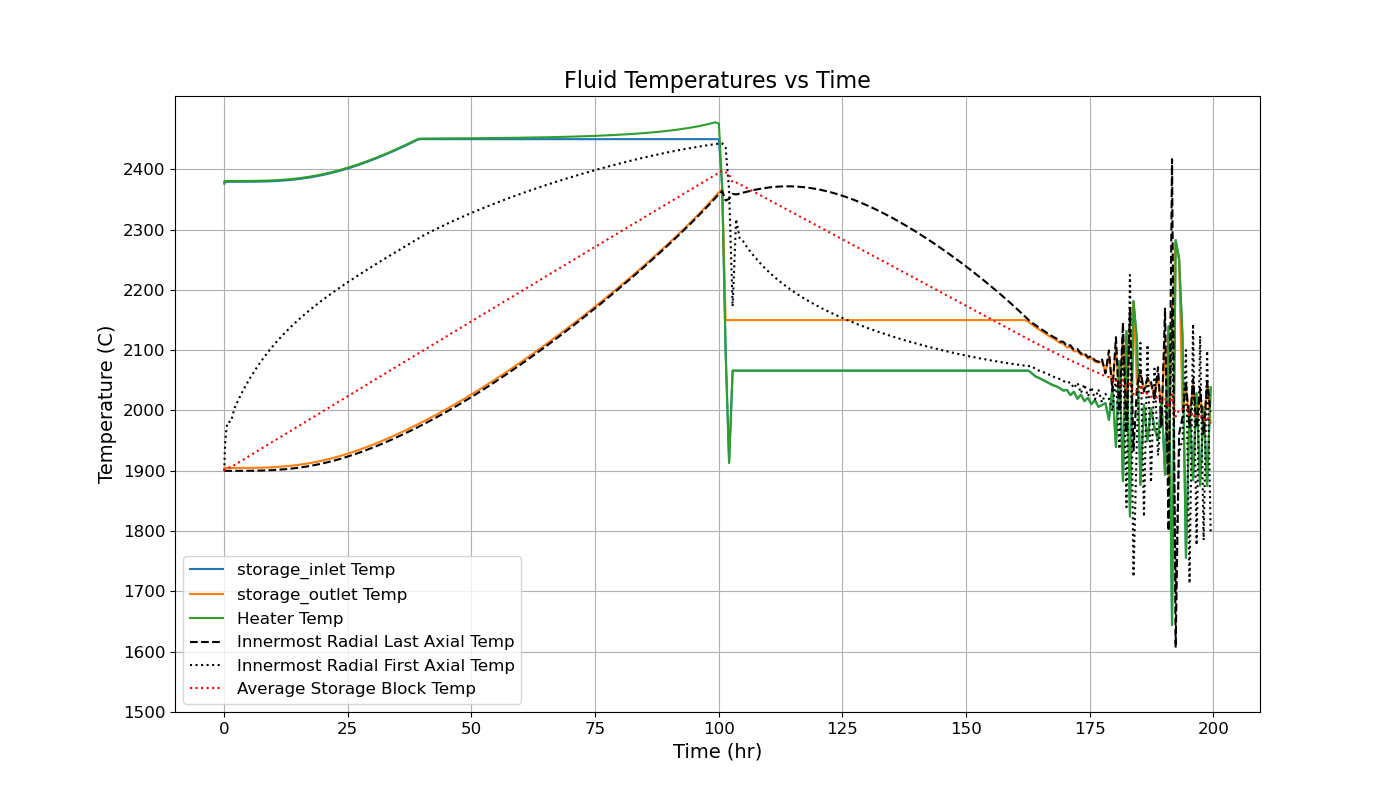 Fluid Temperatures vs Time
Temperature (C)
2400
2300
2200
2100
2000
1900
1800
1700
1600
1500
storage_inlet Temp
storage_outlet Temp
Heater Temp
Innermost Radial Last Axial Temp
Innermost Radial First Axial Temp
Average Storage Block Temp
0 25 50 75 100 125 150 175 200
Time (hr)